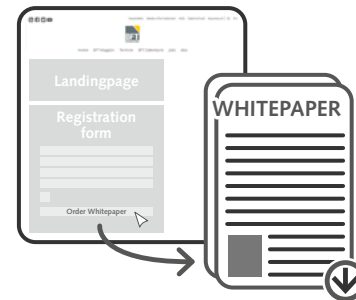 Landingpage
Registration
form
Order Whitepaper
WHITEPAPER